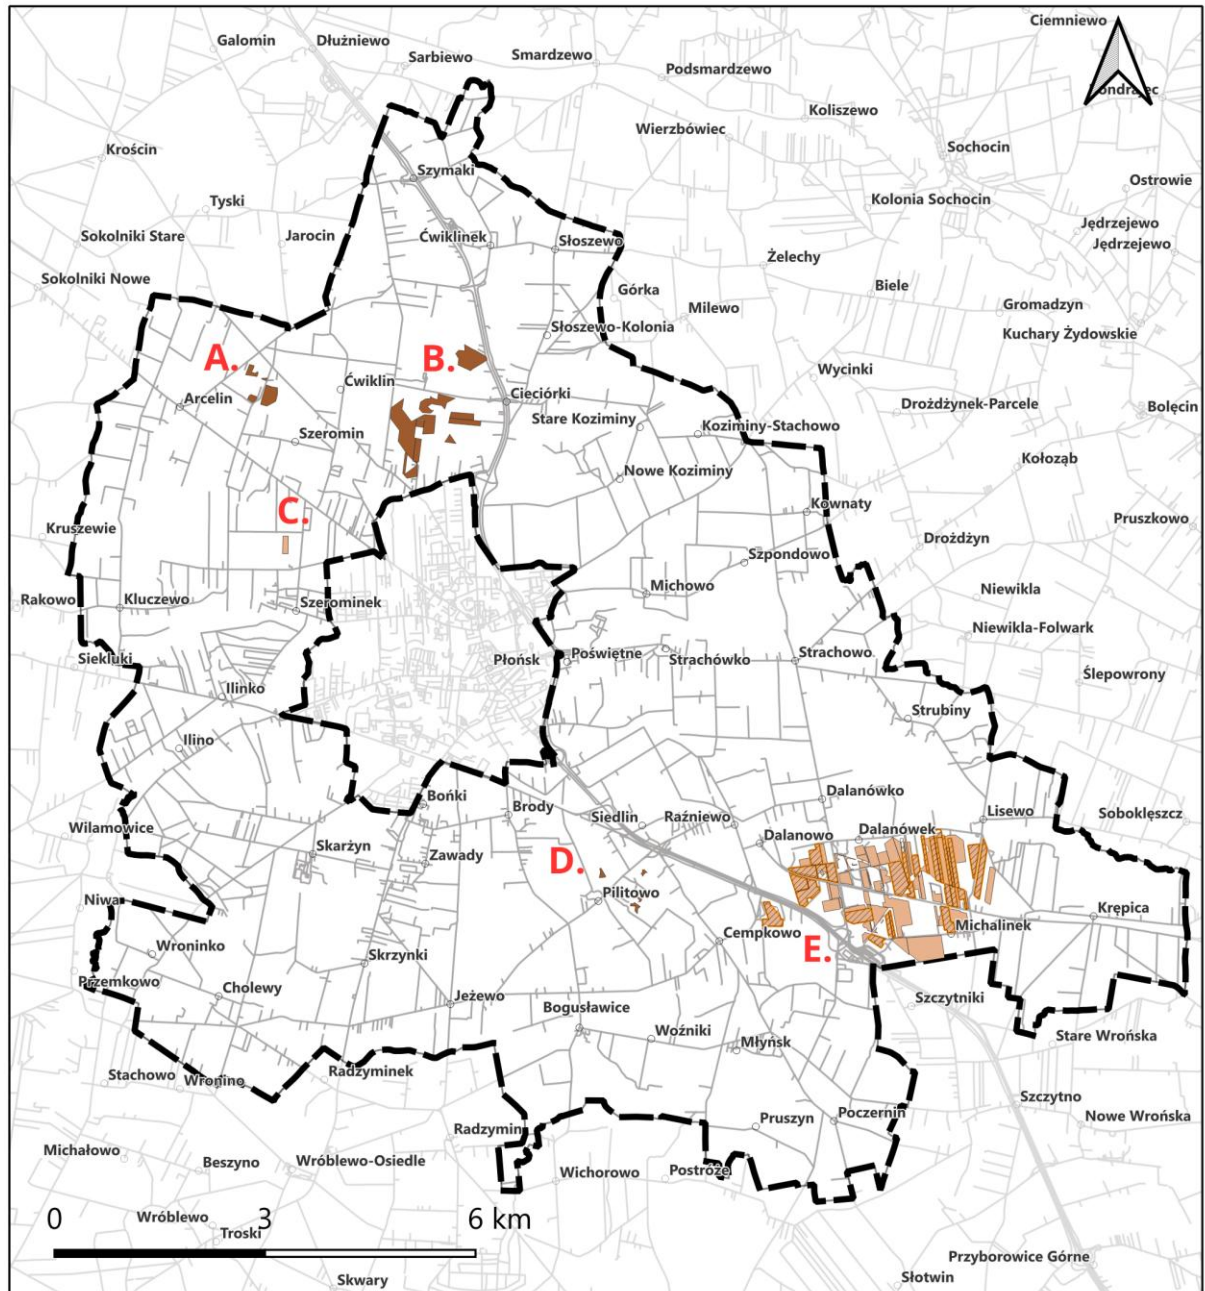 Ciemniewo
Galomin
Dłużniewo
Sarbiewo
Smardzewo
Podsmardzewo
Koliszewo
Wierzbówiec
Sochocin
Krościn
Szymaki
Ostrowie
Tyski
Kolonia Sochocin
Sokolniki Stare
Jarocin
Ćwiklinek
Słoszewo
Jędrzejewo
Jędrzejewo
Żelechy
Sokolniki Nowe
Górka
Biele
Milewo
Gromadzyn
Słoszewo-Kolonia
Kuchary Żydowskie
A.
B.
Ćwiklin
Wycinki
Arcelin
Cieciórki
Stare Koziminy
Drożdżynek-Parcele
Bolęcin
Szeromin
Koziminy-Stachowo
Kołoząb
Nowe Koziminy
C.
Kownaty
Kruszewie
Pruszkowo
Drożdżyn
Szpondowo
Michowo
Niewikla
Rakowo
Kluczewo
Szerominek
Niewikla-Folwark
Siekluki
Płońsk
Poświętne
Strachówko
Strachowo
Ślepowrony
Ilinko
Strubiny
Ilino
Dalanówko
Bońki
Brody
Siedlin
Raźniewo
Lisewo
Soboklęszcz
Wilamowice
Dalanowo
Dalanówek
Skarżyn
Zawady
D.
Pilitowo
Niwa
Krępica
Michalinek
Cempkowo
Wroninko
E.
Skrzynki
Przemkowo
Cholewy
Jeżewo
Szczytniki
Bogusławice
Woźniki
Młyńsk
Stare Wrońska
Stachowo
Wronino
Radzyminek
Szczytno
Pruszyn
Poczernin
Nowe Wrońska
Radzymin
Michałowo
Beszyno
Wróblewo-Osiedle
Wichorowo
Postróże
0 3 6 km
Wróblewo
Troski
Przyborowice Górne
Skwary
Słotwin